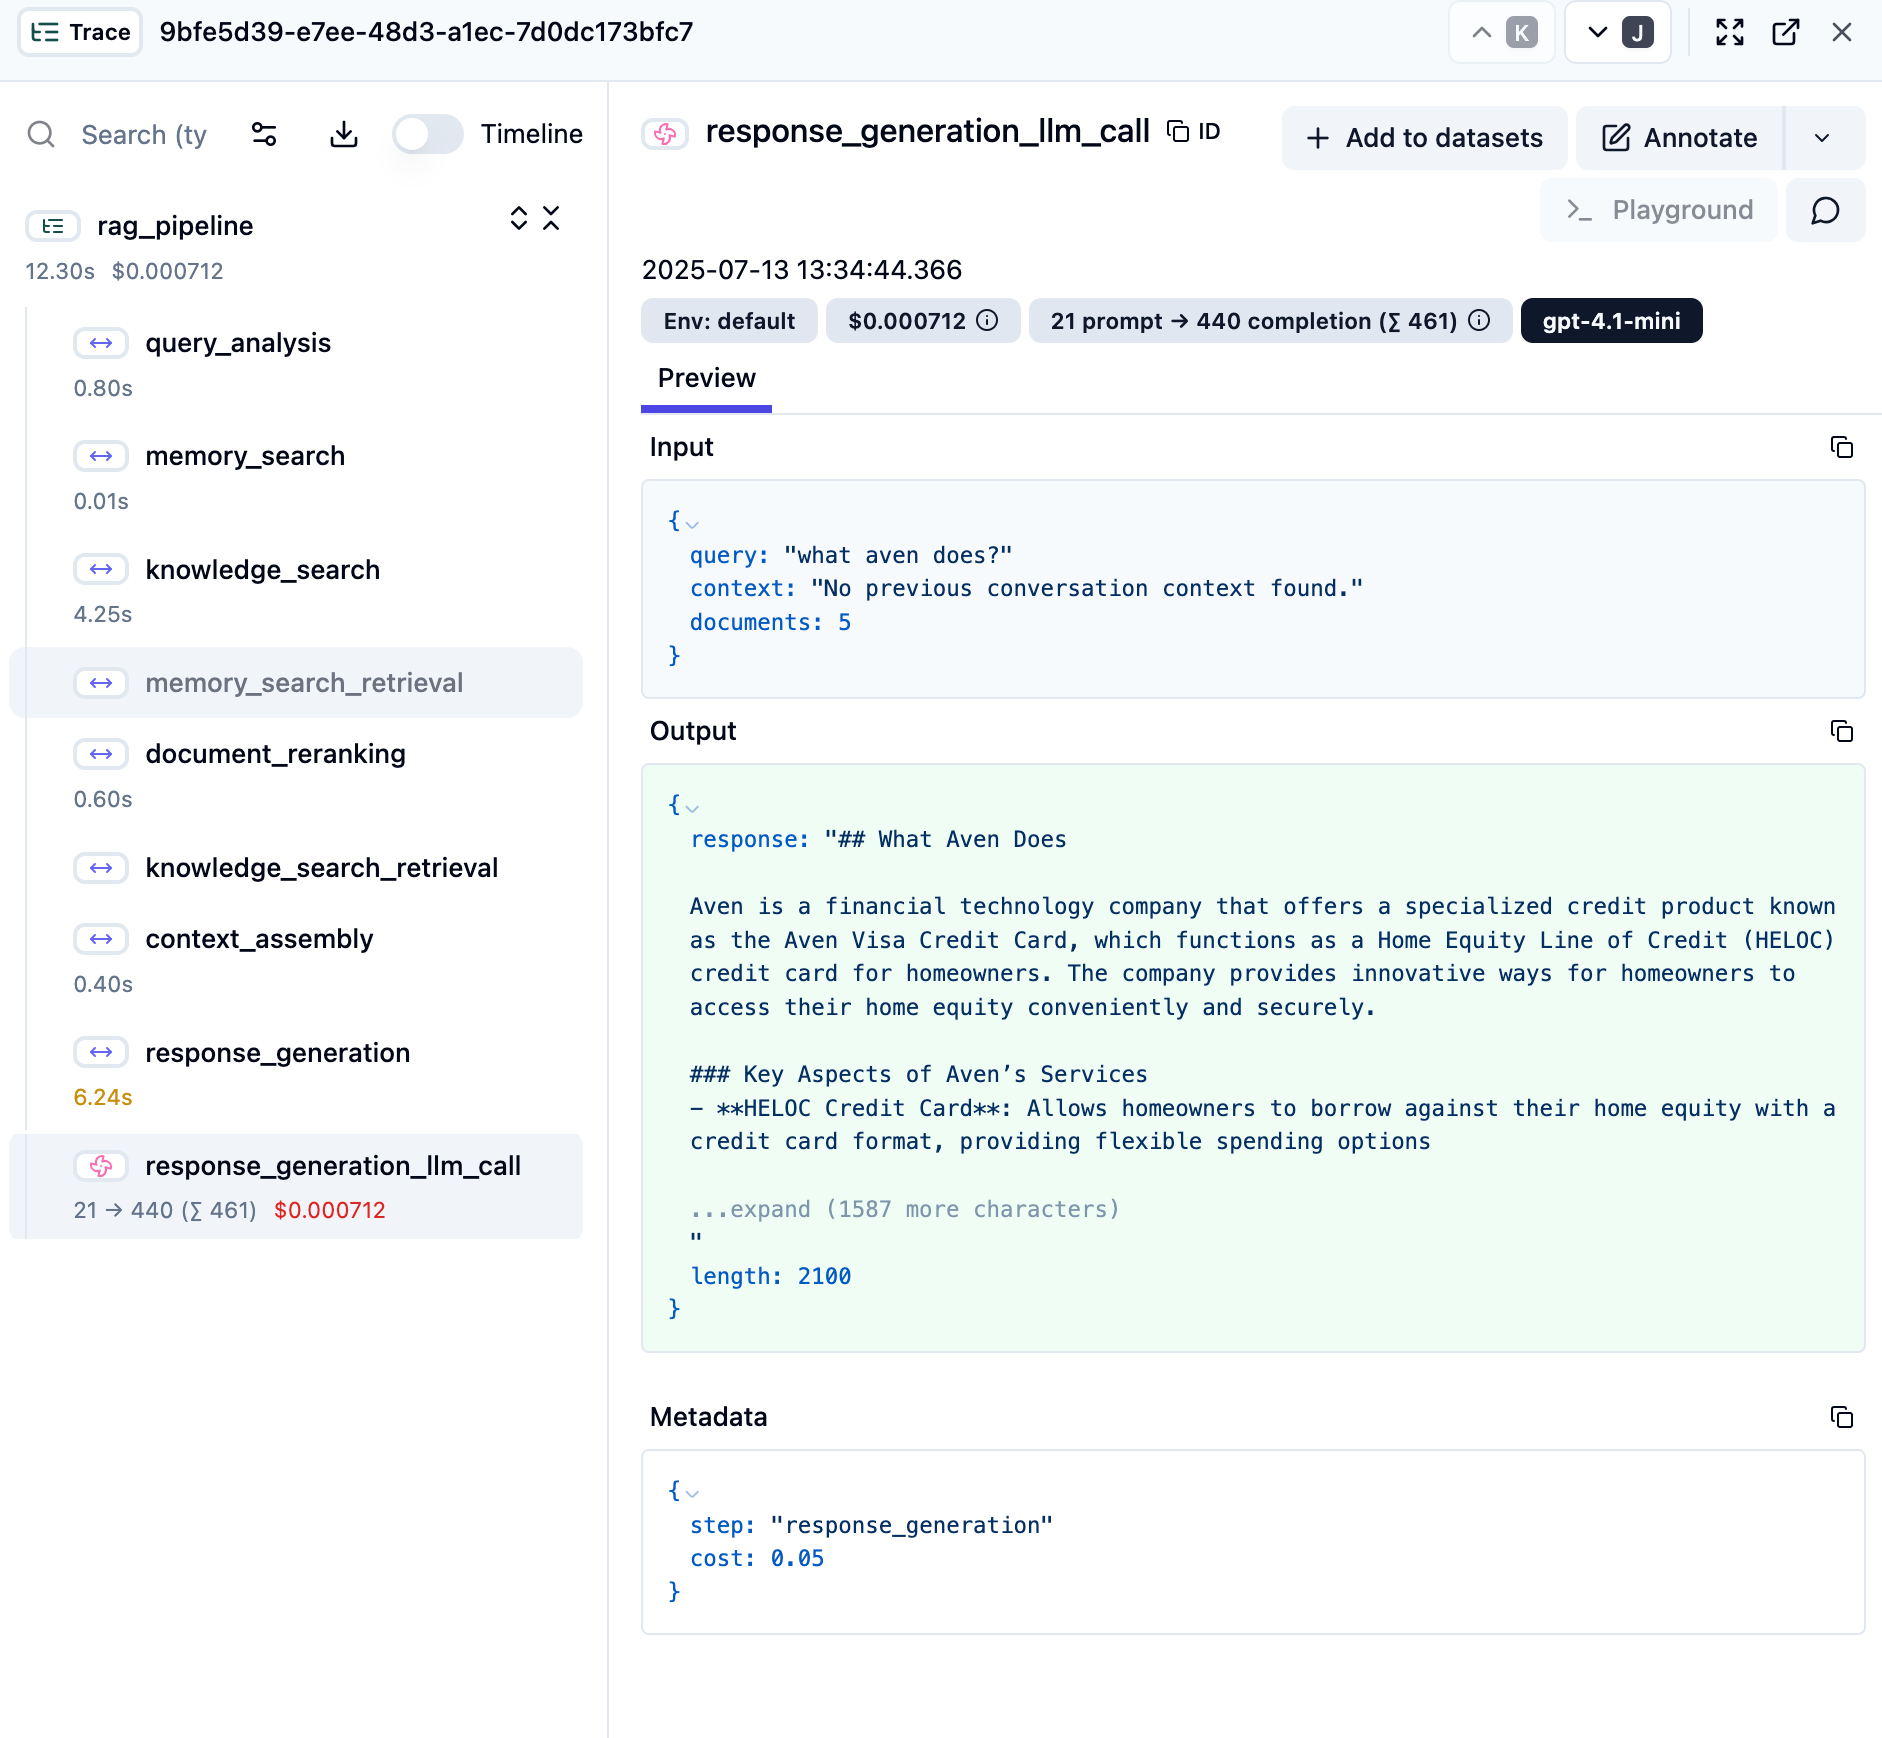 Trace 9bfe5d39-e7ee-48d3-a1ec-7d0dc173bfc7 K J
Search (ty Timeline
rag_pipeline
12.30s $0.000712
query_analysis
0.80s
memory_search
0.01s
knowledge_search
4.25s
memory_search_retrieval
document_reranking
0.60s
knowledge_search_retrieval
context_assembly
0.40s
response_generation
6.24s
response_generation_llm_call
21 → 440 (∑ 461) $0.000712
response_generation_llm_call ID
+ Add to datasets Annotate
Playground
2025-07-13 13:34:44.366
Env: default $0.000712 21 prompt → 440 completion (∑ 461) gpt-4.1-mini
Preview
Input
{
query: "what aven does?"
context: "No previous conversation context found."
documents: 5
}
Output
{
response: "## What Aven Does
Aven is a financial technology company that offers a specialized credit product known
as the Aven Visa Credit Card, which functions as a Home Equity Line of Credit (HELOC)
credit card for homeowners. The company provides innovative ways for homeowners to
access their home equity conveniently and securely.
### Key Aspects of Aven’s Services
- **HELOC Credit Card**: Allows homeowners to borrow against their home equity with a
credit card format, providing flexible spending options
...expand (1587 more characters)
"
length: 2100
}
Metadata
{
step: "response_generation"
cost: 0.05
}